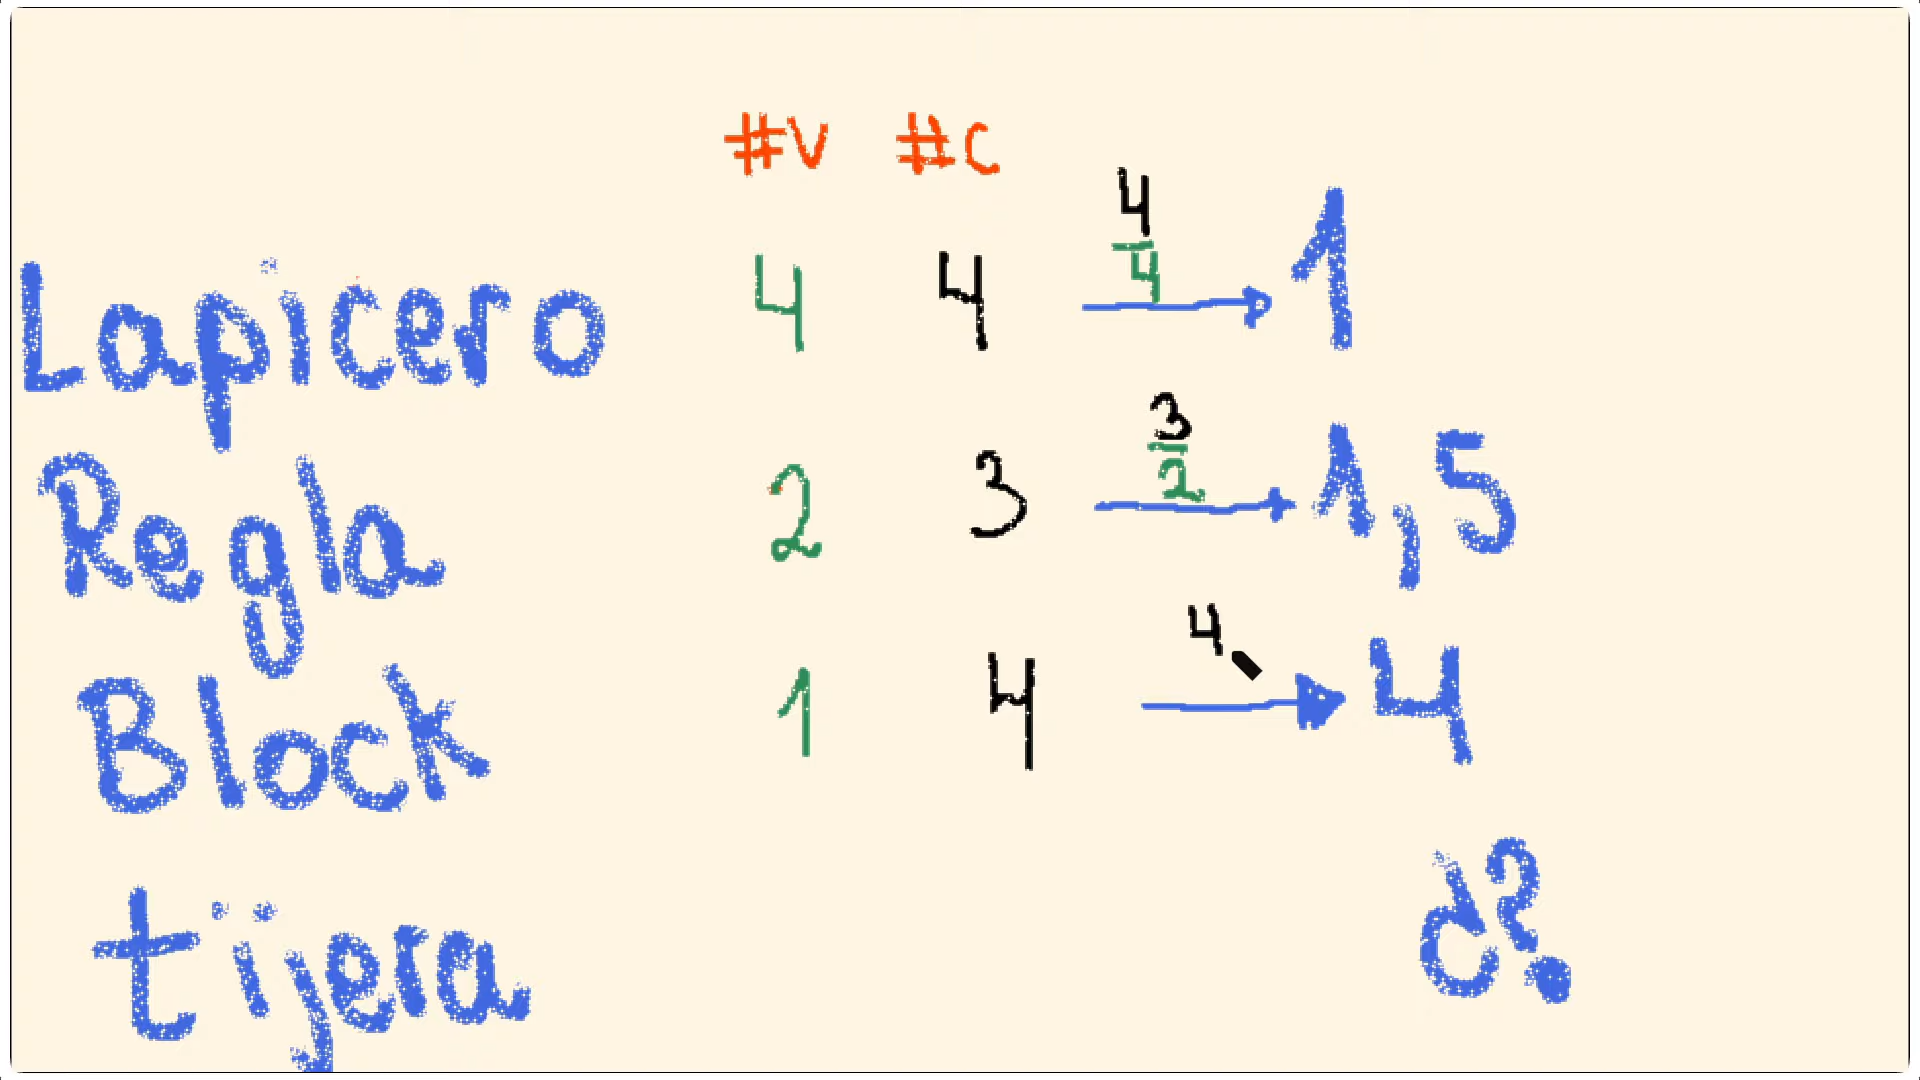 #V #C
Lapicero 4 4 4/4 → 1
Regla 2 3 3/2 → 1,5
Block 1 4 4 → 4
tijera ¿?